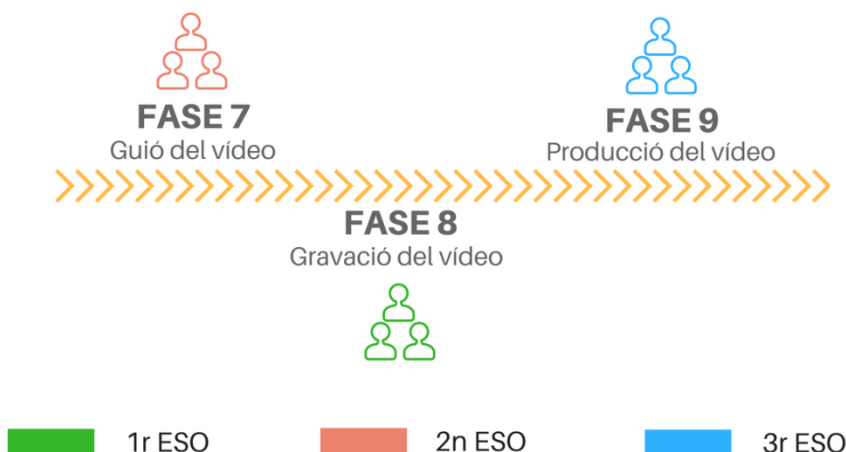 FASE 7
Guió del vídeo
FASE 9
Producció del vídeo
FASE 8
Gravació del vídeo
1r ESO
2n ESO
3r ESO